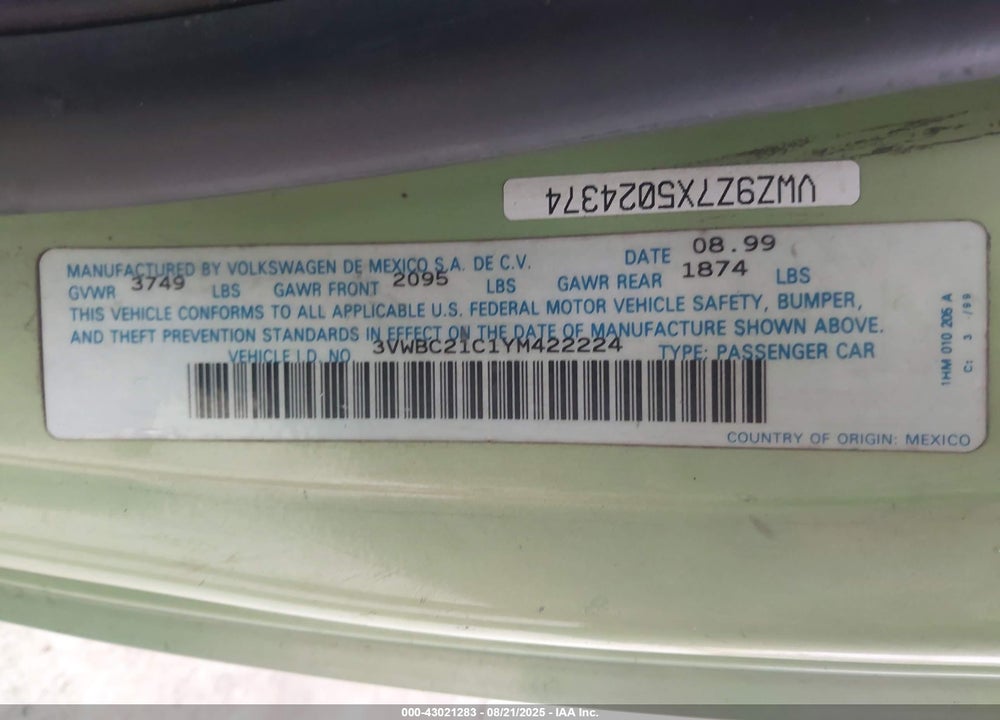 VWZ9Z7X5024374
MANUFACTURED BY VOLKSWAGEN DE MEXICO S.A. DE C.V. DATE 08.99
GVWR 3749 LBS GAWR FRONT 2095 LBS GAWR REAR 1874 LBS
THIS VEHICLE CONFORMS TO ALL APPLICABLE U.S. FEDERAL MOTOR VEHICLE SAFETY, BUMPER,
AND THEFT PREVENTION STANDARDS IN EFFECT ON THE DATE OF MANUFACTURE SHOWN ABOVE.
VEHICLE I.D. NO. 3VWBC21C1YM422224 TYPE: PASSENGER CAR
COUNTRY OF ORIGIN: MEXICO
1HM 010 206 A
C: 3 /99
000-43021283 - 08/21/2025 - IAA Inc.